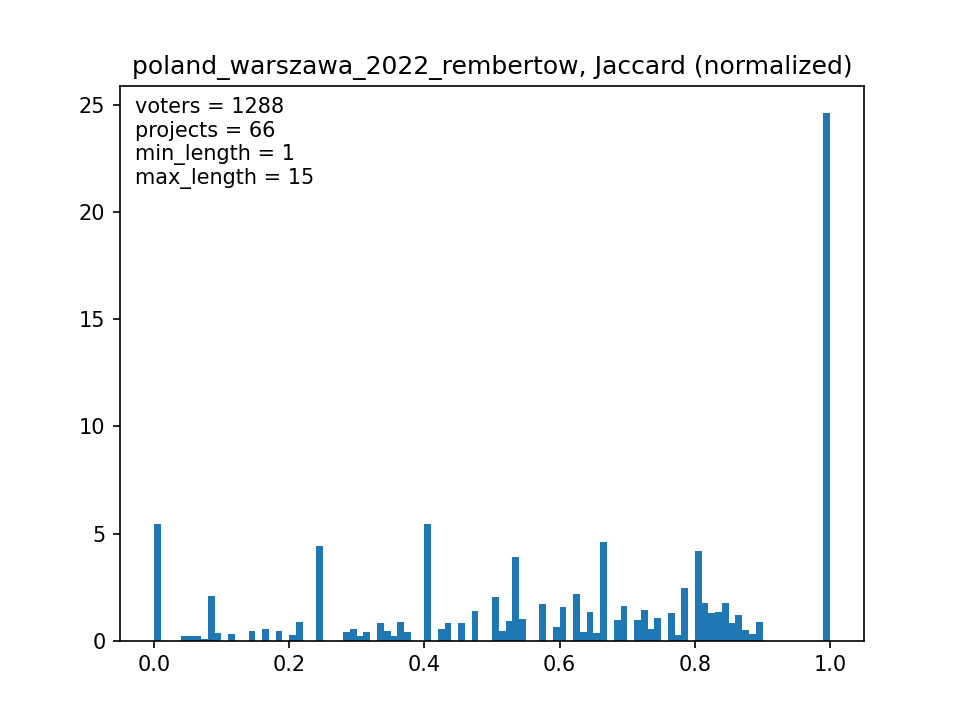 poland_warszawa_2022_rembertow, Jaccard (normalized)
voters = 1288
projects = 66
min_length = 1
max_length = 15
25
20
15
10
5
0
0.0 0.2 0.4 0.6 0.8 1.0